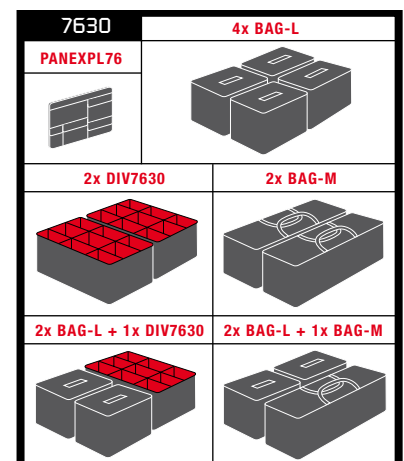 7630
4x BAG-L
PANEXPL76
2x DIV7630
2x BAG-M
2x BAG-L + 1x DIV7630
2x BAG-L + 1x BAG-M